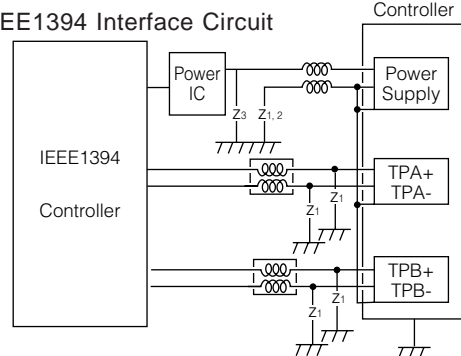 EE1394 Interface Circuit
Controller
Power
IC
Power
Supply
Z3
Z1, 2
IEEE1394
Controller
TPA+
TPA-
Z1
Z1
TPB+
TPB-
Z1
Z1